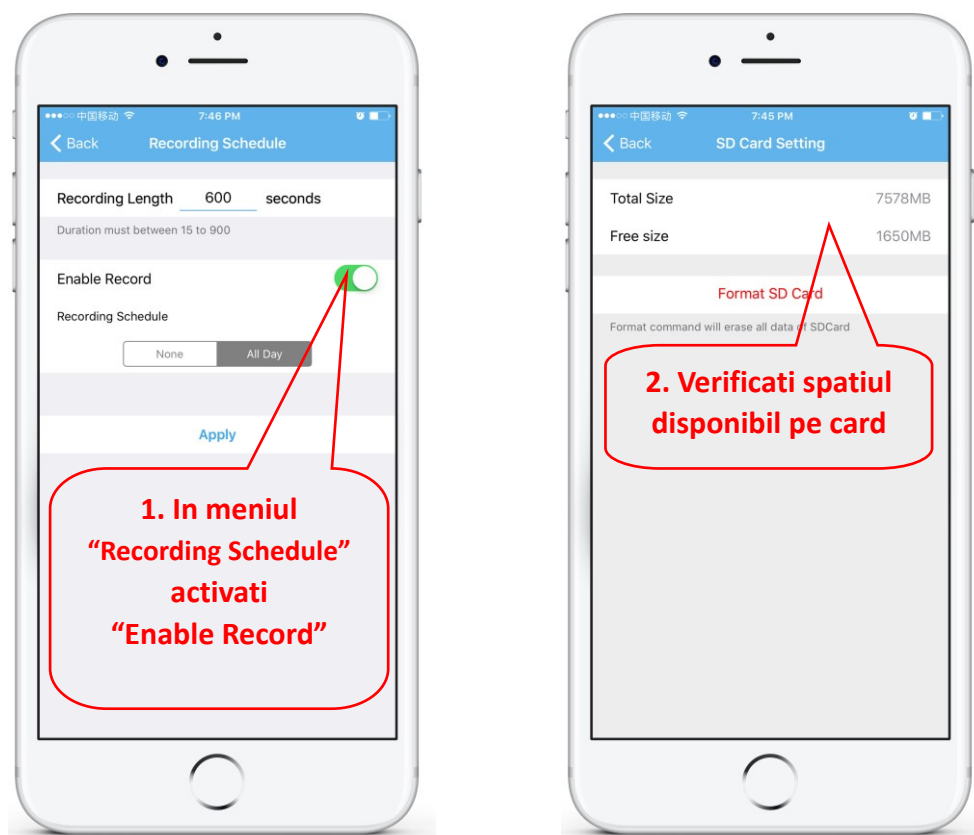 中国移动 7:46 PM
Back Recording Schedule
Recording Length 600 seconds
Duration must between 15 to 900
Enable Record
Recording Schedule
None All Day
Apply
1. In meniul
“Recording Schedule”
activati
“Enable Record”
中国移动 7:45 PM
Back SD Card Setting
Total Size 7578MB
Free size 1650MB
Format SD Card
Format command will erase all data of SDCard
2. Verificati spatiul
disponibil pe card